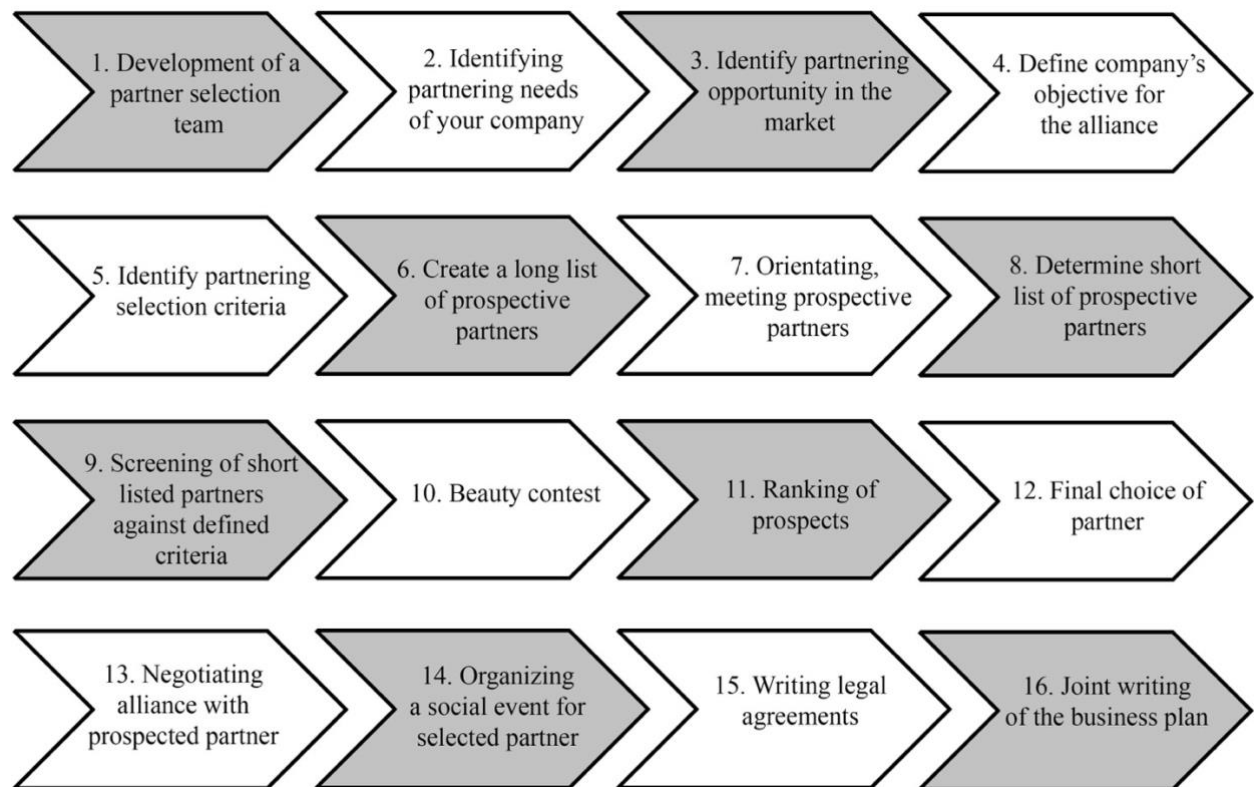 1. Development of a
partner selection
team
2. Identifying
partnering needs
of your company
3. Identify partnering
opportunity in the
market
4. Define company's
objective for
the alliance
5. Identify partnering
selection criteria
6. Create a long list
of prospective
partners
7. Orientating,
meeting prospective
partners
8. Determine short
list of prospective
partners
9. Screening of short
listed partners
against defined
criteria
10. Beauty contest
11. Ranking of
prospects
12. Final choice of
partner
13. Negotiating
alliance with
prospected partner
14. Organizing
a social event for
selected partner
15. Writing legal
agreements
16. Joint writing
of the business plan